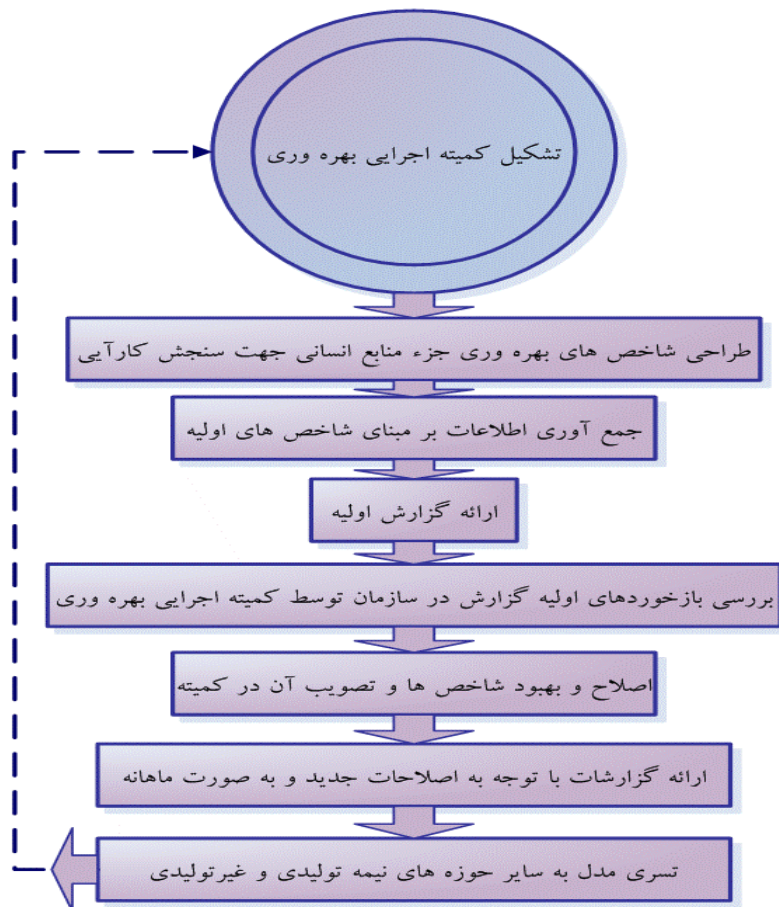 تشکیل کمیته اجرایی بهره وری
طراحی شاخص های بهره وری جزء منابع انسانی جهت سنجش کارآیی
جمع آوری اطلاعات بر مبنای شاخص های اولیه
ارائه گزارش اولیه
بررسی بازخوردهای اولیه گزارش در سازمان توسط کمیته اجرایی بهره وری
اصلاح و بهبود شاخص ها و تصویب آن در کمیته
ارائه گزارشات با توجه به اصلاحات جدید و به صورت ماهانه
تسری مدل به سایر حوزه های نیمه تولیدی و غیرتولیدی